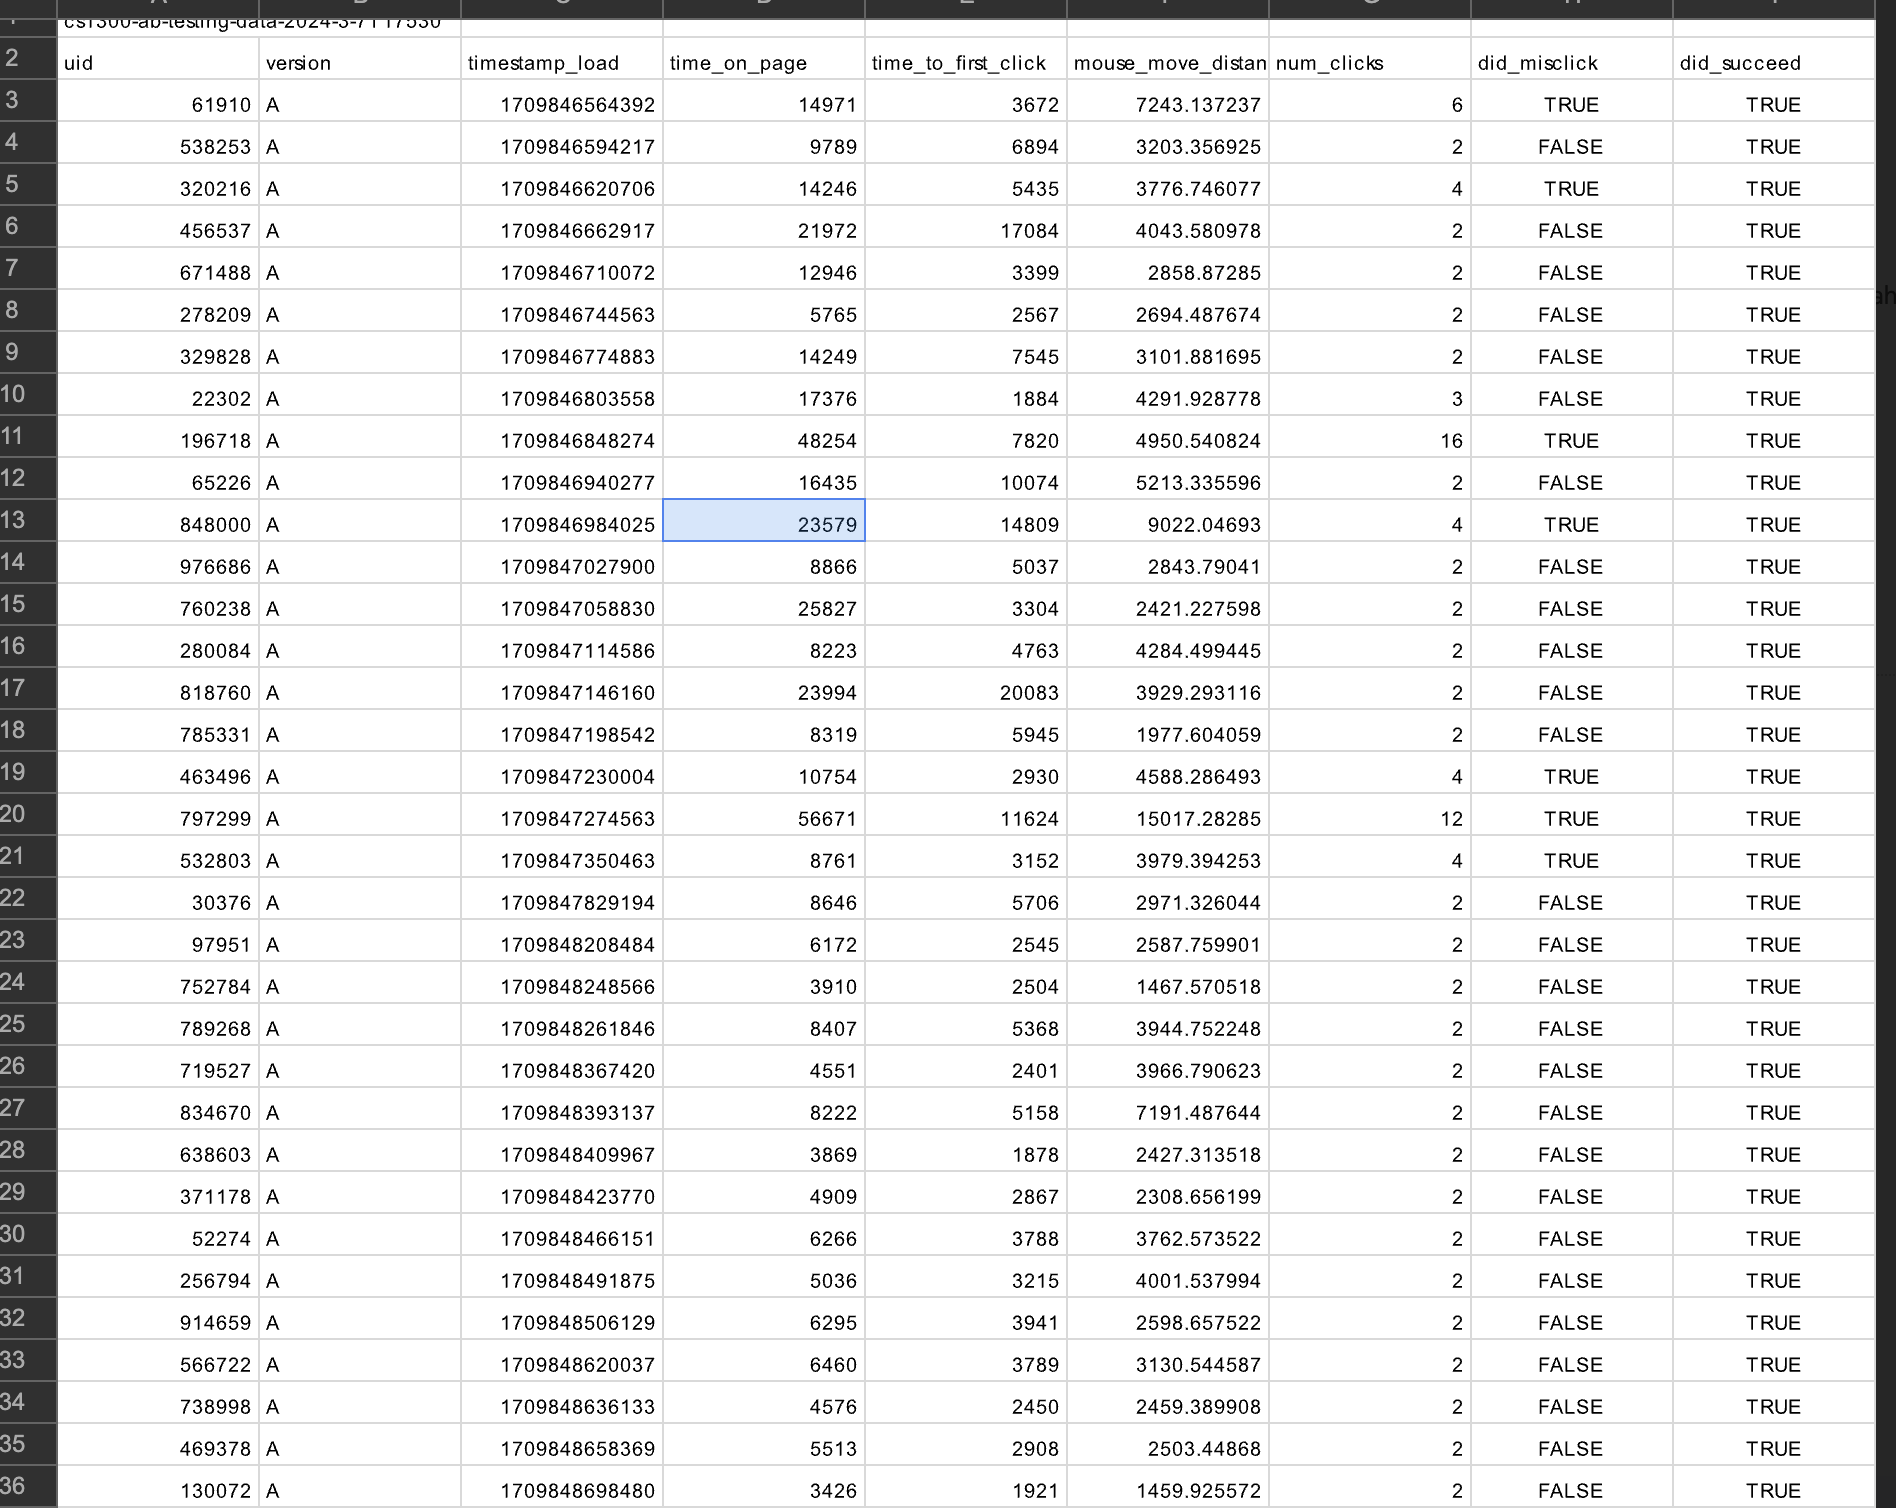 1 cs1300-ab-testing-data-2024-3-7T17530
2 uid version timestamp_load time_on_page time_to_first_click mouse_move_distan num_clicks did_misclick did_succeed
3 61910 A 1709846564392 14971 3672 7243.137237 6 TRUE TRUE
4 538253 A 1709846594217 9789 6894 3203.356925 2 FALSE TRUE
5 320216 A 1709846620706 14246 5435 3776.746077 4 TRUE TRUE
6 456537 A 1709846662917 21972 17084 4043.580978 2 FALSE TRUE
7 671488 A 1709846710072 12946 3399 2858.87285 2 FALSE TRUE
8 278209 A 1709846744563 5765 2567 2694.487674 2 FALSE TRUE
9 329828 A 1709846774883 14249 7545 3101.881695 2 FALSE TRUE
10 22302 A 1709846803558 17376 1884 4291.928778 3 FALSE TRUE
11 196718 A 1709846848274 48254 7820 4950.540824 16 TRUE TRUE
12 65226 A 1709846940277 16435 10074 5213.335596 2 FALSE TRUE
13 848000 A 1709846984025 23579 14809 9022.04693 4 TRUE TRUE
14 976686 A 1709847027900 8866 5037 2843.79041 2 FALSE TRUE
15 760238 A 1709847058830 25827 3304 2421.227598 2 FALSE TRUE
16 280084 A 1709847114586 8223 4763 4284.499445 2 FALSE TRUE
17 818760 A 1709847146160 23994 20083 3929.293116 2 FALSE TRUE
18 785331 A 1709847198542 8319 5945 1977.604059 2 FALSE TRUE
19 463496 A 1709847230004 10754 2930 4588.286493 4 TRUE TRUE
20 797299 A 1709847274563 56671 11624 15017.28285 12 TRUE TRUE
21 532803 A 1709847350463 8761 3152 3979.394253 4 TRUE TRUE
22 30376 A 1709847829194 8646 5706 2971.326044 2 FALSE TRUE
23 97951 A 1709848208484 6172 2545 2587.759901 2 FALSE TRUE
24 752784 A 1709848248566 3910 2504 1467.570518 2 FALSE TRUE
25 789268 A 1709848261846 8407 5368 3944.752248 2 FALSE TRUE
26 719527 A 1709848367420 4551 2401 3966.790623 2 FALSE TRUE
27 834670 A 1709848393137 8222 5158 7191.487644 2 FALSE TRUE
28 638603 A 1709848409967 3869 1878 2427.313518 2 FALSE TRUE
29 371178 A 1709848423770 4909 2867 2308.656199 2 FALSE TRUE
30 52274 A 1709848466151 6266 3788 3762.573522 2 FALSE TRUE
31 256794 A 1709848491875 5036 3215 4001.537994 2 FALSE TRUE
32 914659 A 1709848506129 6295 3941 2598.657522 2 FALSE TRUE
33 566722 A 1709848620037 6460 3789 3130.544587 2 FALSE TRUE
34 738998 A 1709848636133 4576 2450 2459.389908 2 FALSE TRUE
35 469378 A 1709848658369 5513 2908 2503.44868 2 FALSE TRUE
36 130072 A 1709848698480 3426 1921 1459.925572 2 FALSE TRUE